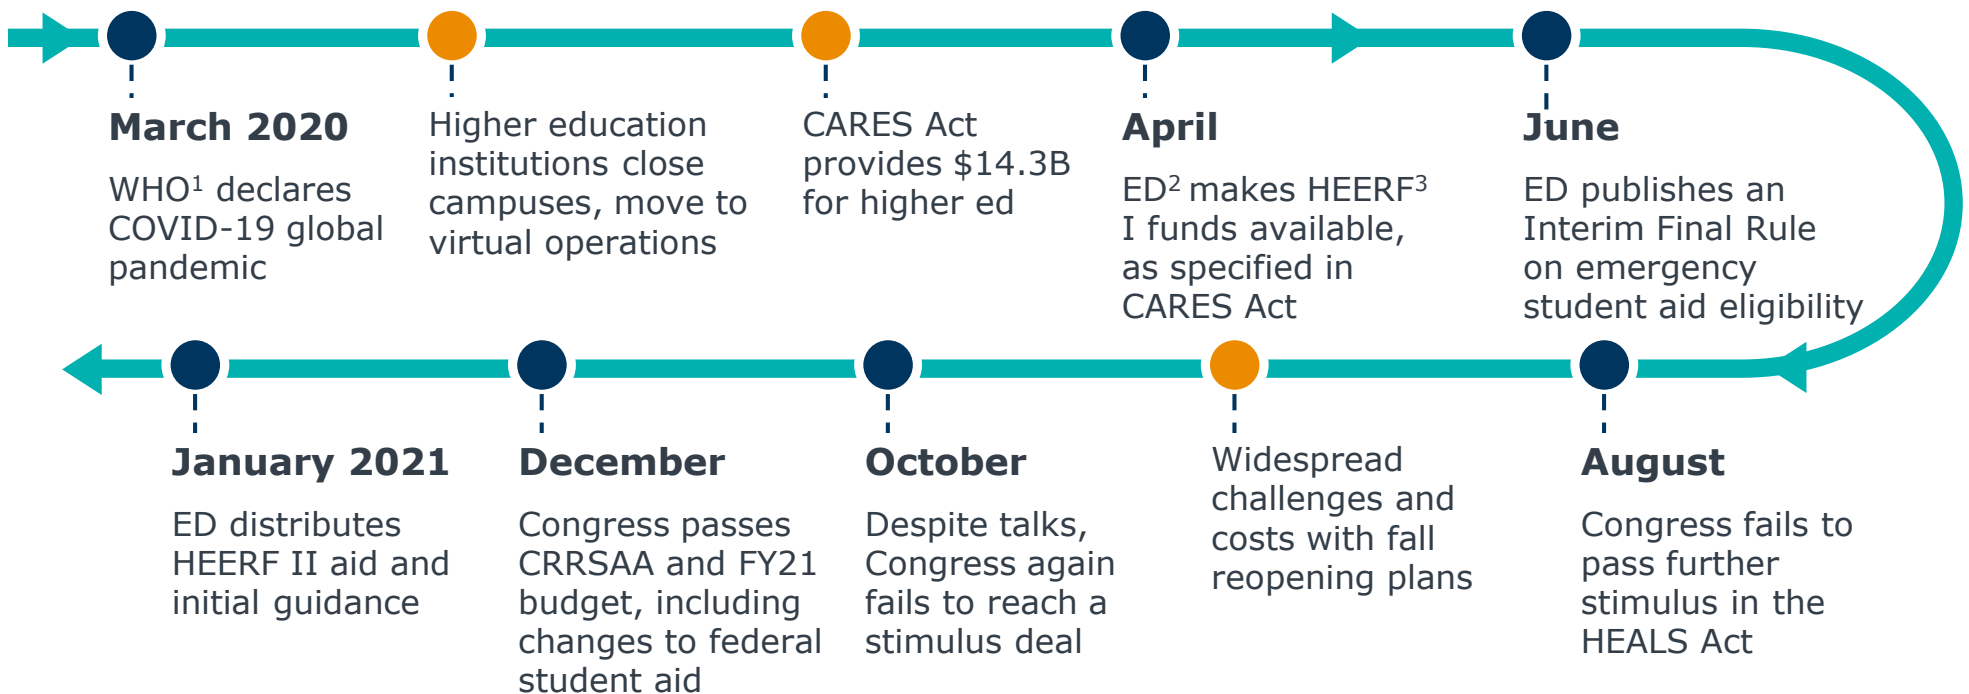 March 2020
WHO¹ declares
COVID-19 global
pandemic
Higher education
institutions close
campuses, move to
virtual operations
CARES Act
provides $14.3B
for higher ed
April
ED² makes HEERF³
I funds available,
as specified in
CARES Act
June
ED publishes an
Interim Final Rule
on emergency
student aid eligibility
August
Congress fails to
pass further
stimulus in the
HEALS Act
Widespread
challenges and
costs with fall
reopening plans
October
Despite talks,
Congress again
fails to reach a
stimulus deal
December
Congress passes
CRRSAA and FY21
budget, including
changes to federal
student aid
January 2021
ED distributes
HEERF II aid and
initial guidance